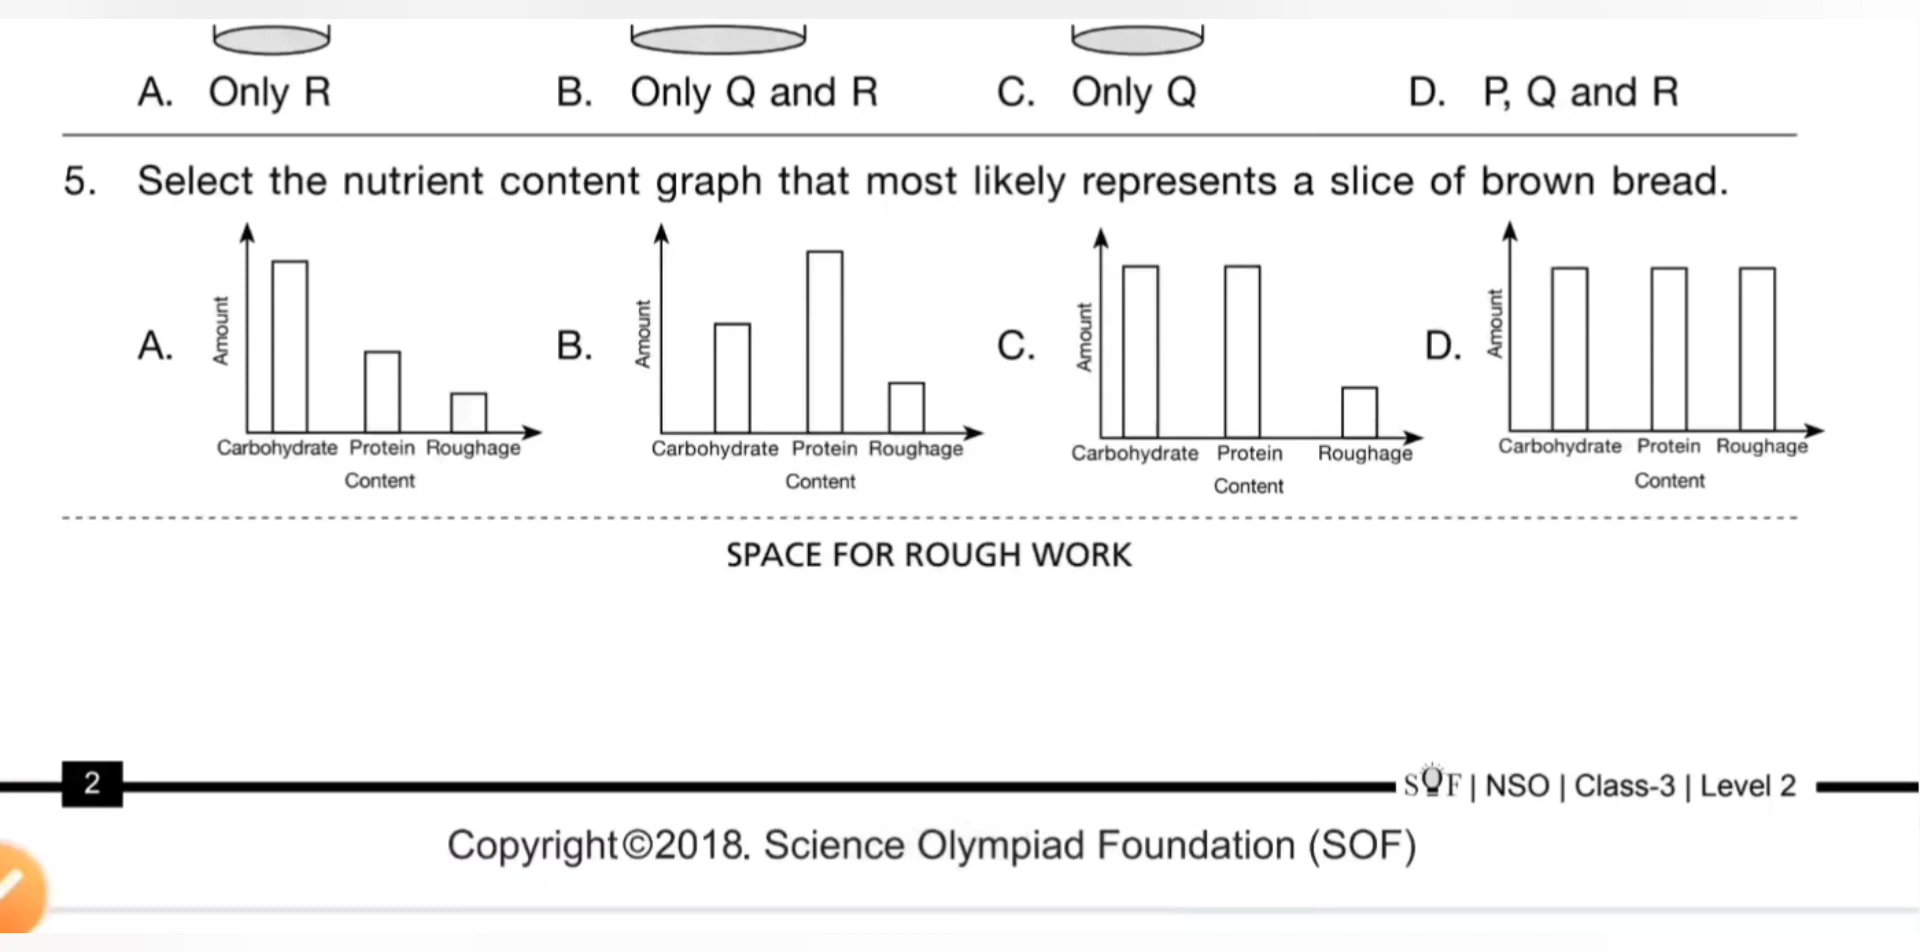 A. Only R B. Only Q and R C. Only Q D. P, Q and R
5. Select the nutrient content graph that most likely represents a slice of brown bread.
A. Amount
Carbohydrate Protein Roughage
Content
B. Amount
Carbohydrate Protein Roughage
Content
C. Amount
Carbohydrate Protein Roughage
Content
D. Amount
Carbohydrate Protein Roughage
Content
SPACE FOR ROUGH WORK
2
SOF | NSO | Class-3 | Level 2
Copyright©2018. Science Olympiad Foundation (SOF)